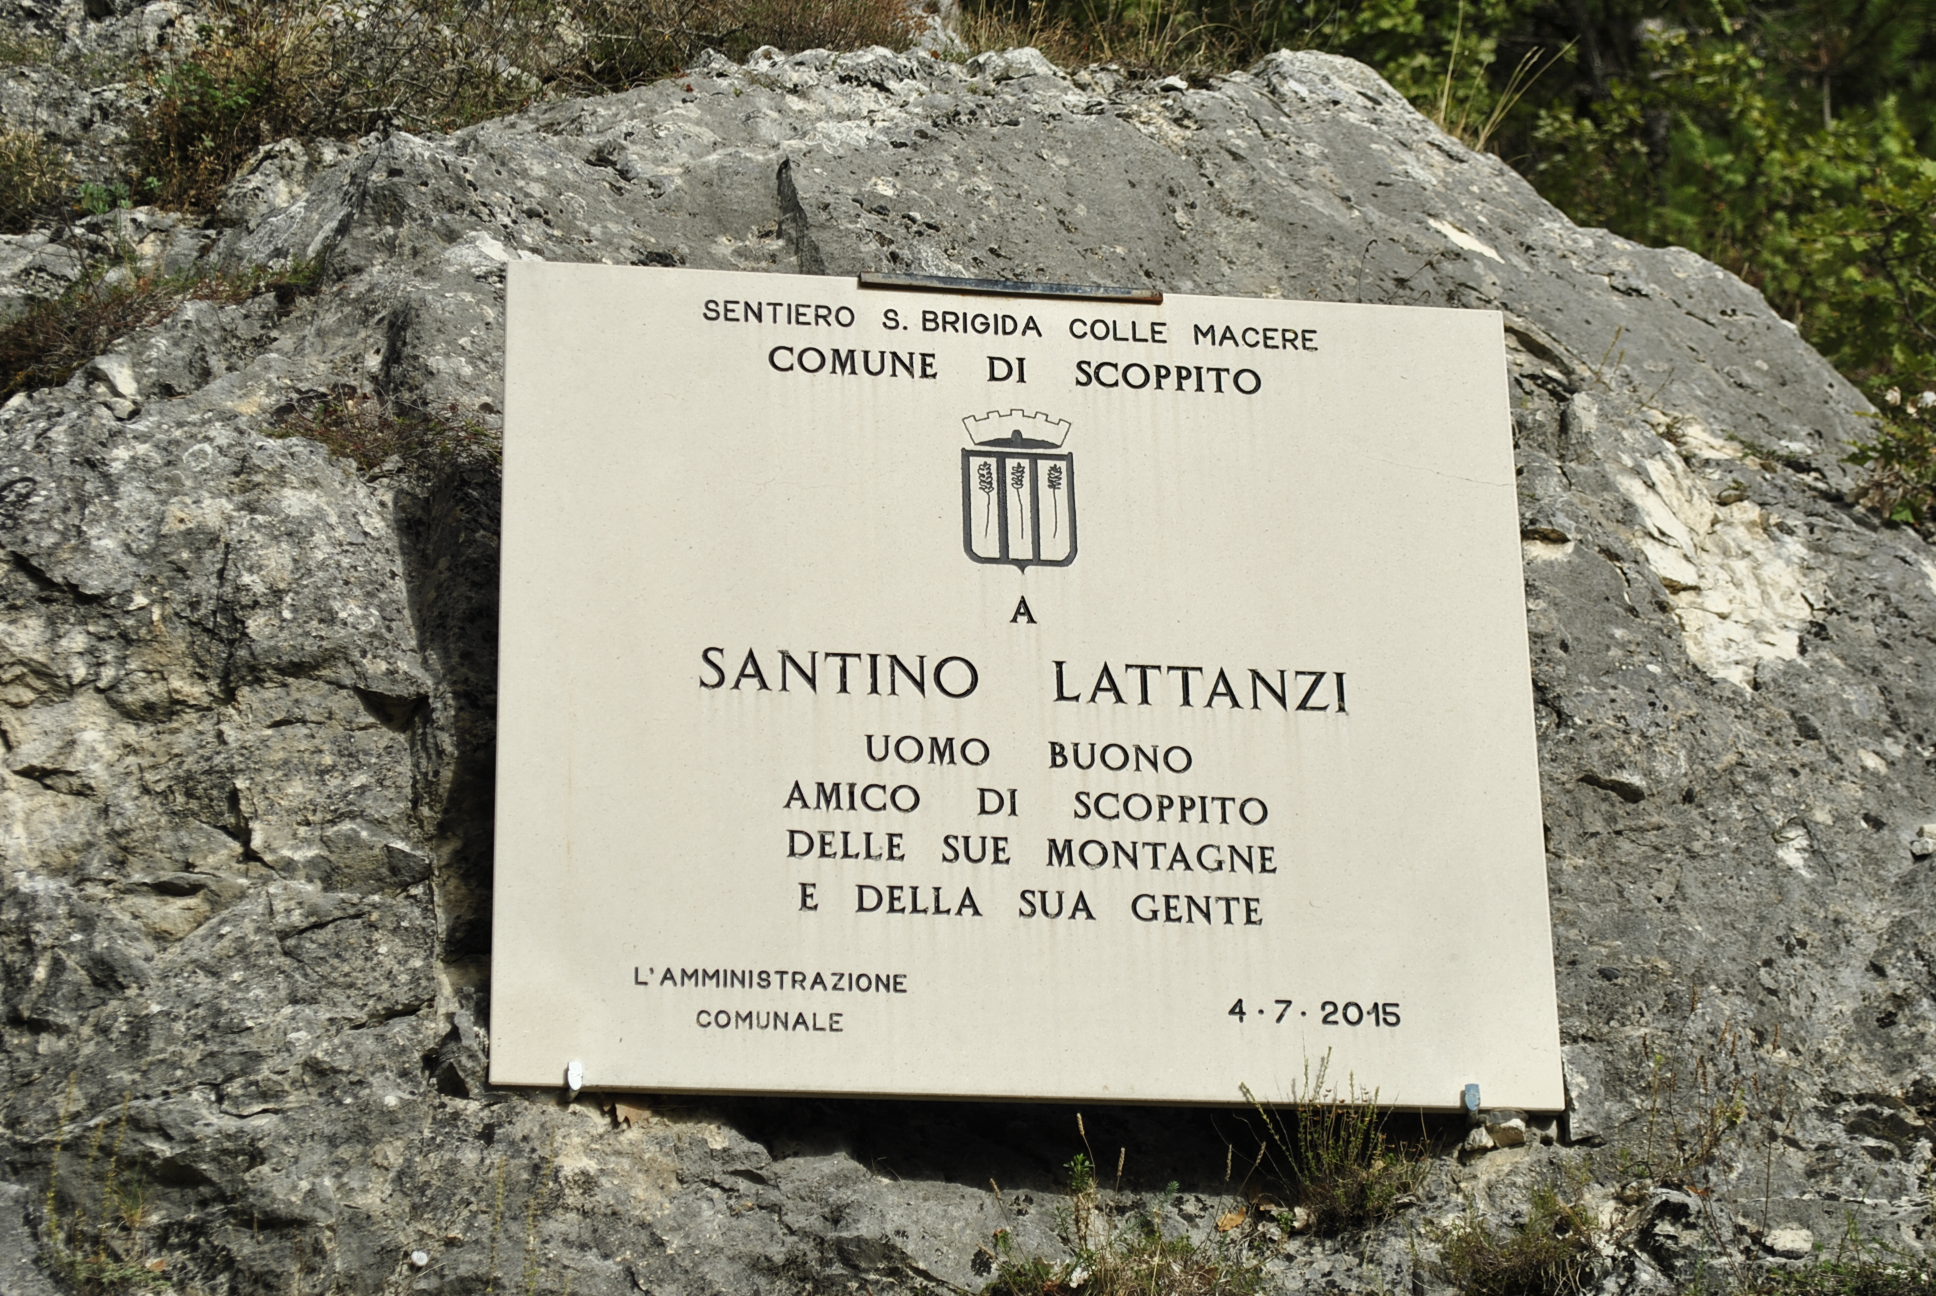 SENTIERO S. BRIGIDA COLLE MACERE
COMUNE DI SCOPPITO
A
SANTINO LATTANZI
UOMO BUONO
AMICO DI SCOPPITO
DELLE SUE MONTAGNE
E DELLA SUA GENTE
L'AMMINISTRAZIONE
COMUNALE
4.7.2015